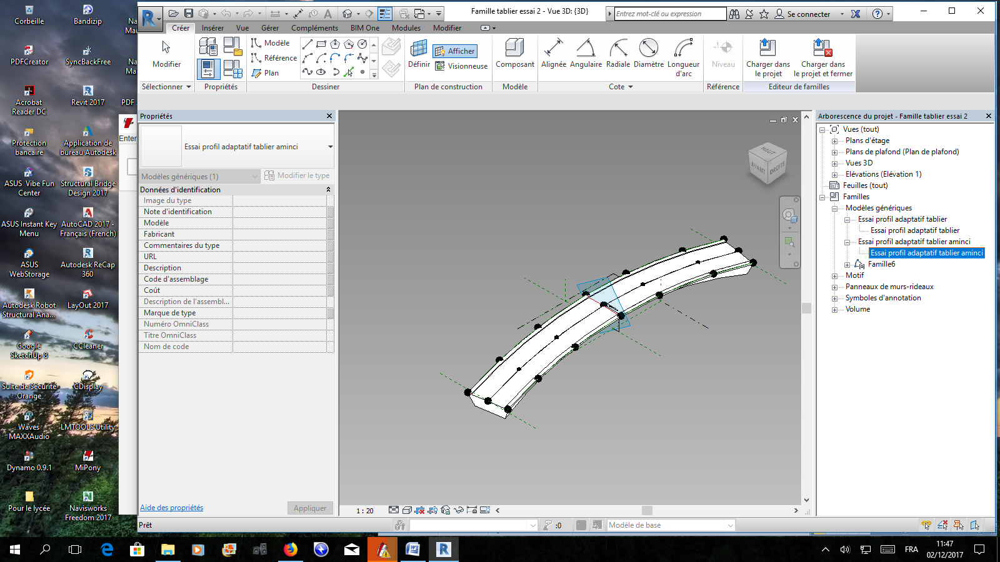 Corbeille
Bandizip
Na
Mar
PDFCreator
SyncBackFree
Na
Ma
Acrobat
Reader DC
Revit 2017
PDF
Protection
bancaire
Application de
bureau Autodesk
Enter
ASUS Vibe Fun
Center
Structural Bridge
Design 2017
ASUS Instant Key
Menu
AutoCAD 2017 -
Français (French)
ASUS
WebStorage
Autodesk ReCap
360
Autodesk Robot
Structural Ana...
LayOut 2017
Google
SketchUp 8
CCleaner
Suite de Sécurité
Orange
CDisplay
Waves
MAXXAudio
LMTOOLS Utility
Dynamo 0.9.1
MiPony
Pour le lycée
Navisworks
Freedom 2017
Famille tablier essai 2 - Vue 3D: {3D}
Entrez mot-clé ou expression
Se connecter
Créer
Insérer
Vue
Gérer
Compléments
BIM One
Modules
Modifier
Modifier
Sélectionner
Propriétés
Modèle
Référence
Plan
Dessiner
Définir
Afficher
Visionneuse
Plan de construction
Composant
Modèle
Alignée
Angulaire
Radiale
Diamètre
Longueur
d'arc
Cote
Niveau
Référence
Charger dans
le projet
Charger dans
le projet et fermer
Editeur de familles
Propriétés
Essai profil adaptatif tablier aminci
Modèles génériques (1)
Modifier le type
Données d'identification
Image du type
Note d'identification
Modèle
Fabricant
Commentaires du type
URL
Description
Code d'assemblage
Coût
Description de l'assembl...
Marque de type
Numéro OmniClass
Titre OmniClass
Nom de code
Aide des propriétés
Appliquer
HAUT
AVANT
DROITE
1 : 20
Arborescence du projet - Famille tablier essai 2
Vues (tout)
Plans d'étage
Plans de plafond (Plan de plafond)
Vues 3D
Elévations (Elévation 1)
Feuilles (tout)
Familles
Modèles génériques
Essai profil adaptatif tablier
Essai profil adaptatif tablier
Essai profil adaptatif tablier aminci
Essai profil adaptatif tablier aminci
Famille6
Motif
Panneaux de murs-rideaux
Symboles d'annotation
Volume
Prêt
:0
Modèle de base
FRA
11:47
02/12/2017